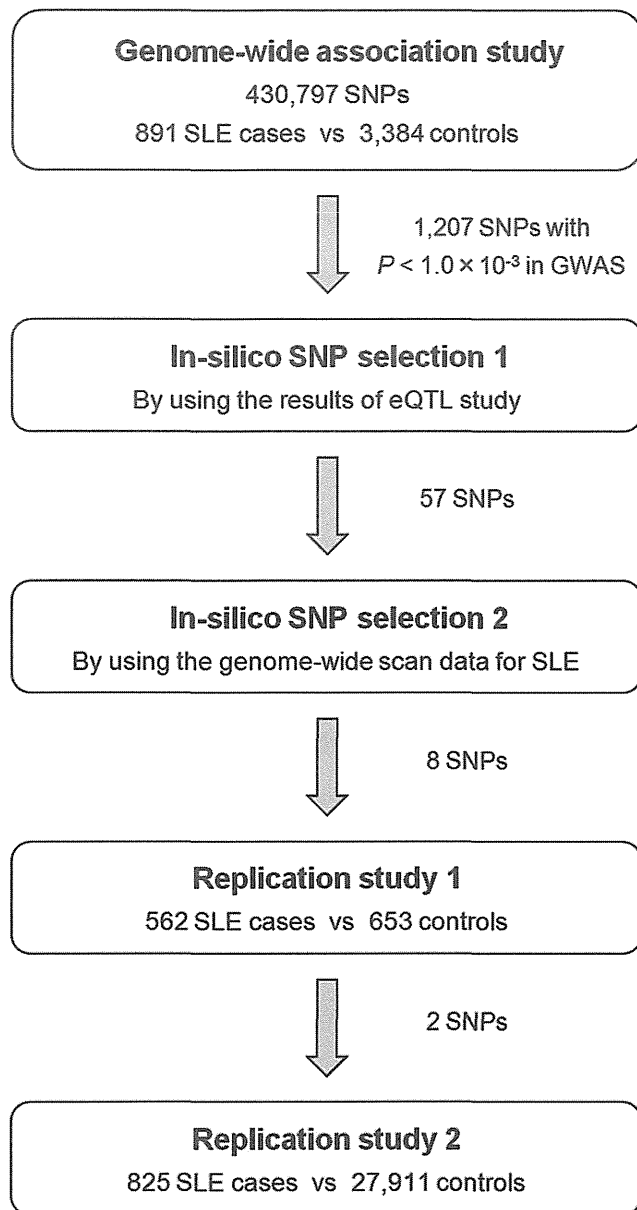 Genome-wide association study
430,797 SNPs
891 SLE cases vs 3,384 controls
1,207 SNPs with
P < 1.0 × 10⁻³ in GWAS
In-silico SNP selection 1
By using the results of eQTL study
57 SNPs
In-silico SNP selection 2
By using the genome-wide scan data for SLE
8 SNPs
Replication study 1
562 SLE cases vs 653 controls
2 SNPs
Replication study 2
825 SLE cases vs 27,911 controls